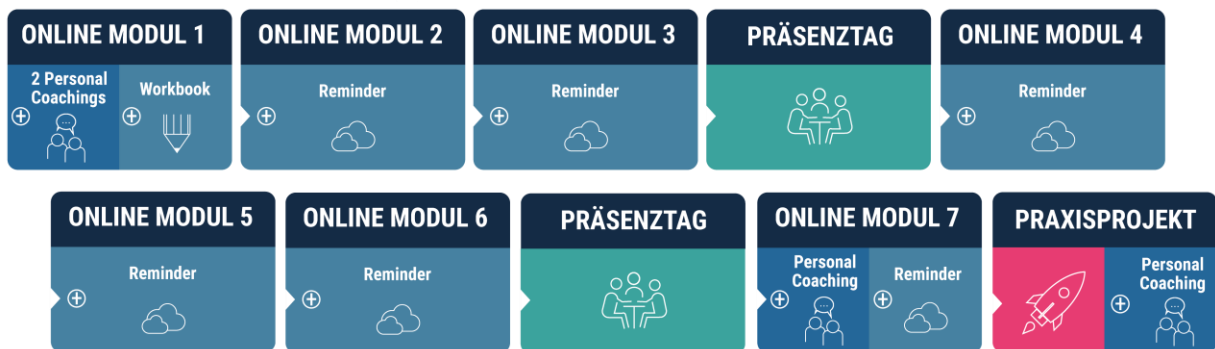 ONLINE MODUL 1
2 Personal
Coachings
Workbook
ONLINE MODUL 2
Reminder
ONLINE MODUL 3
Reminder
PRÄSENZTAG
ONLINE MODUL 4
Reminder
ONLINE MODUL 5
Reminder
ONLINE MODUL 6
Reminder
PRÄSENZTAG
ONLINE MODUL 7
Personal
Coaching
Reminder
PRAXISPROJEKT
Personal
Coaching